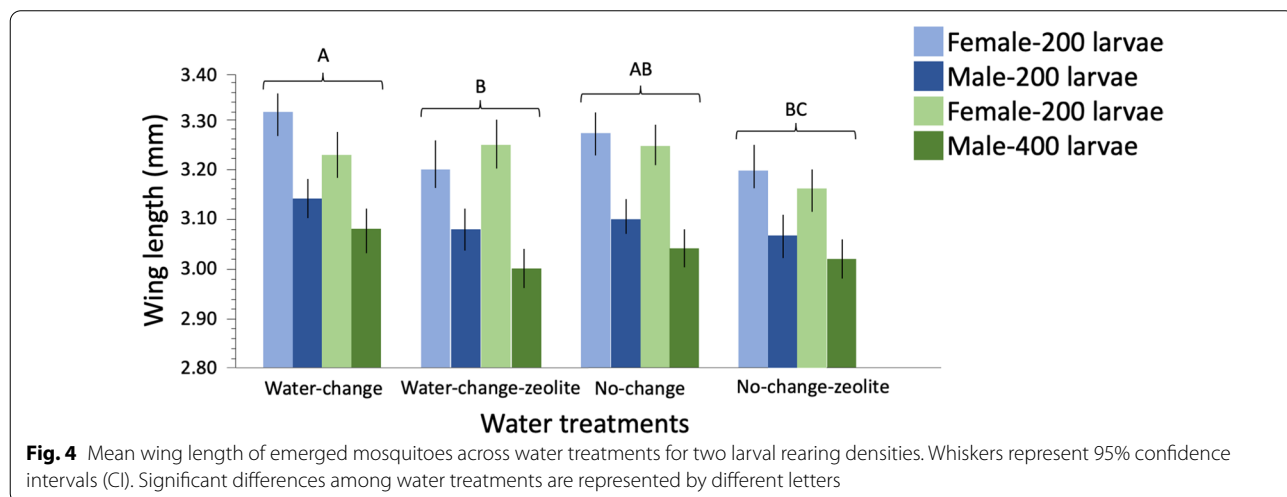 Female-200 larvae
Male-200 larvae
Female-200 larvae
Male-400 larvae
A
B
AB
BC
3.40
3.30
3.20
3.10
3.00
2.90
2.80
Wing length (mm)
Water-change
Water-change-zeolite
No-change
No-change-zeolite
Water treatments
Fig. 4 Mean wing length of emerged mosquitoes across water treatments for two larval rearing densities. Whiskers represent 95% confidence
intervals (CI). Significant differences among water treatments are represented by different letters